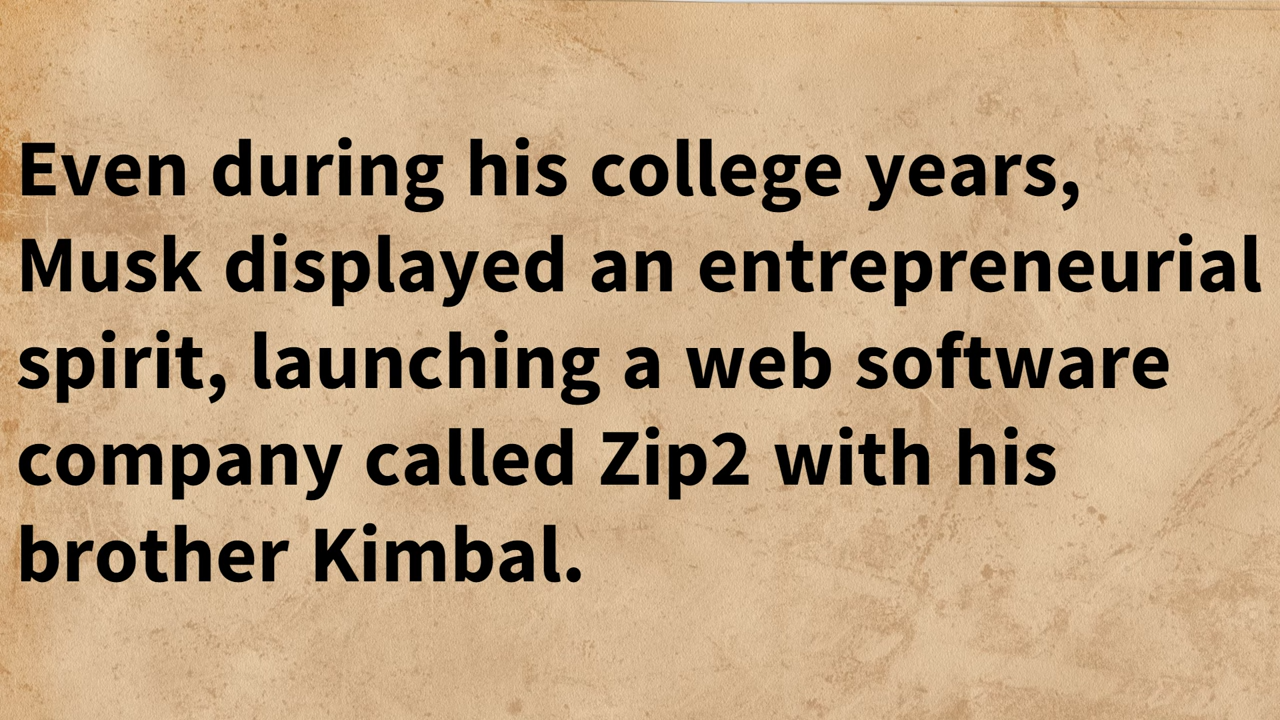 Even during his college years,
Musk displayed an entrepreneurial
spirit, launching a web software
company called Zip2 with his
brother Kimbal.